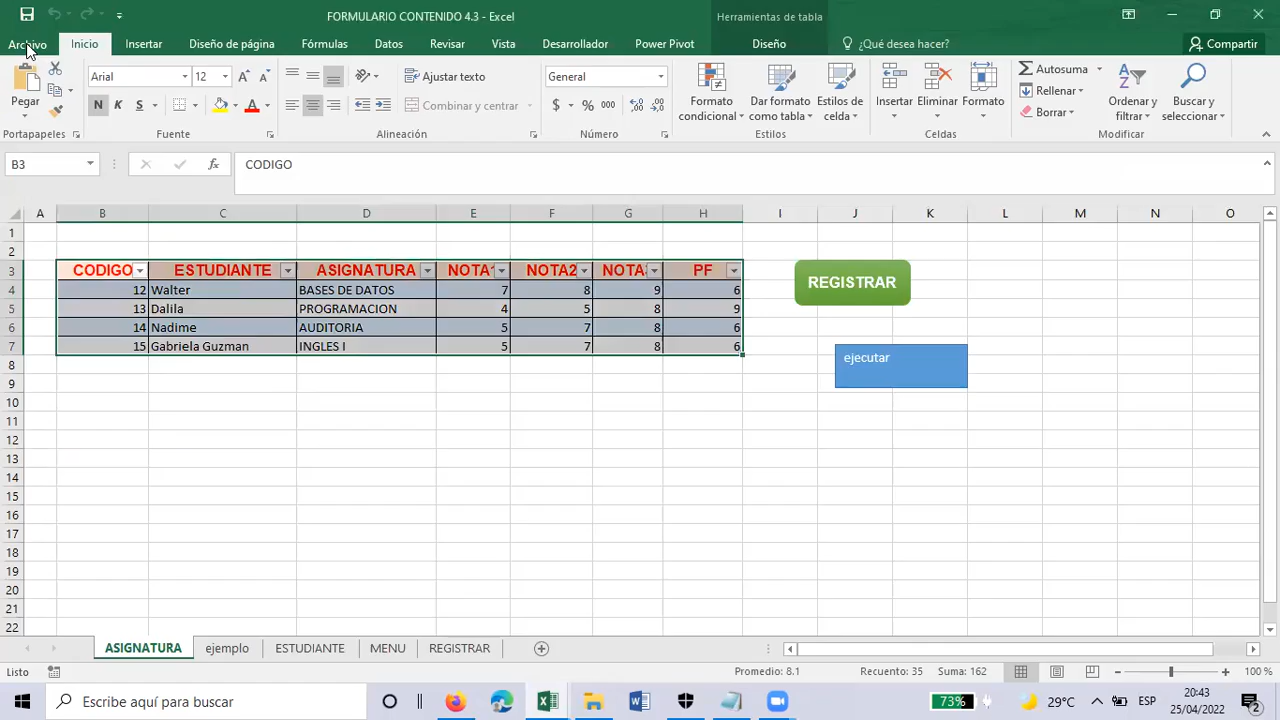 FORMULARIO CONTENIDO 4.3 - Excel
Herramientas de tabla
Archivo Inicio Insertar Diseño de página Fórmulas Datos Revisar Vista Desarrollador Power Pivot Diseño ¿Qué desea hacer? Compartir
Pegar
Portapapeles
Arial 12
N K S
Fuente
Ajustar texto
Combinar y centrar
Alineación
General
$ % 000
Número
Formato condicional
Dar formato como tabla
Estilos de celda
Estilos
Insertar Eliminar Formato
Celdas
Autosuma
Rellenar
Borrar
Ordenar y filtrar
Buscar y seleccionar
Modificar
B3 fx CODIGO
A B C D E F G H I J K L M N O
1
2
3 CODIGO ESTUDIANTE ASIGNATURA NOTA1 NOTA2 NOTA3 PF REGISTRAR
4 12 Walter BASES DE DATOS 7 8 9 6
5 13 Dalila PROGRAMACION 4 5 8 9
6 14 Nadime AUDITORIA 5 7 8 6
7 15 Gabriela Guzman INGLES I 5 7 8 6
ejecutar
8
9
10
11
12
13
14
15
16
17
18
19
20
21
22
ASIGNATURA ejemplo ESTUDIANTE MENU REGISTRAR
Listo Promedio: 8.1 Recuento: 35 Suma: 162 100 %
Escribe aquí para buscar
73% 29°C ESP
20:43
25/04/2022
2